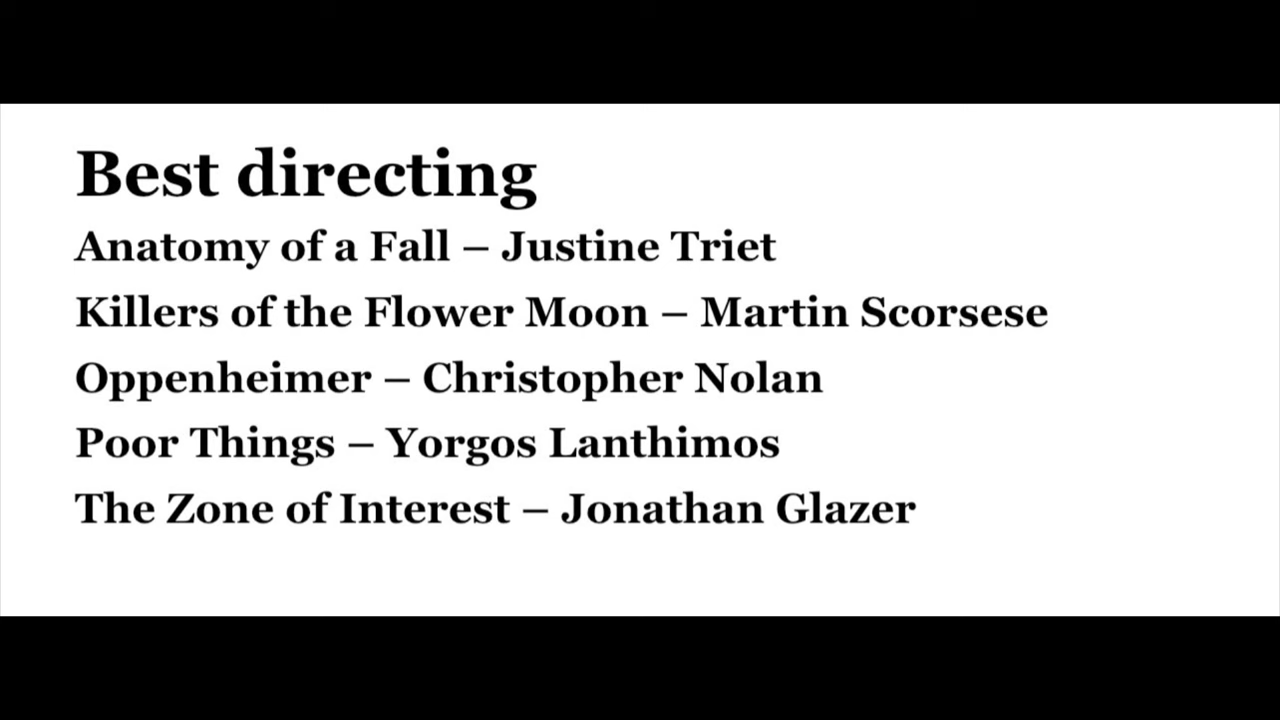 Best directing
Anatomy of a Fall – Justine Triet
Killers of the Flower Moon – Martin Scorsese
Oppenheimer – Christopher Nolan
Poor Things – Yorgos Lanthimos
The Zone of Interest – Jonathan Glazer